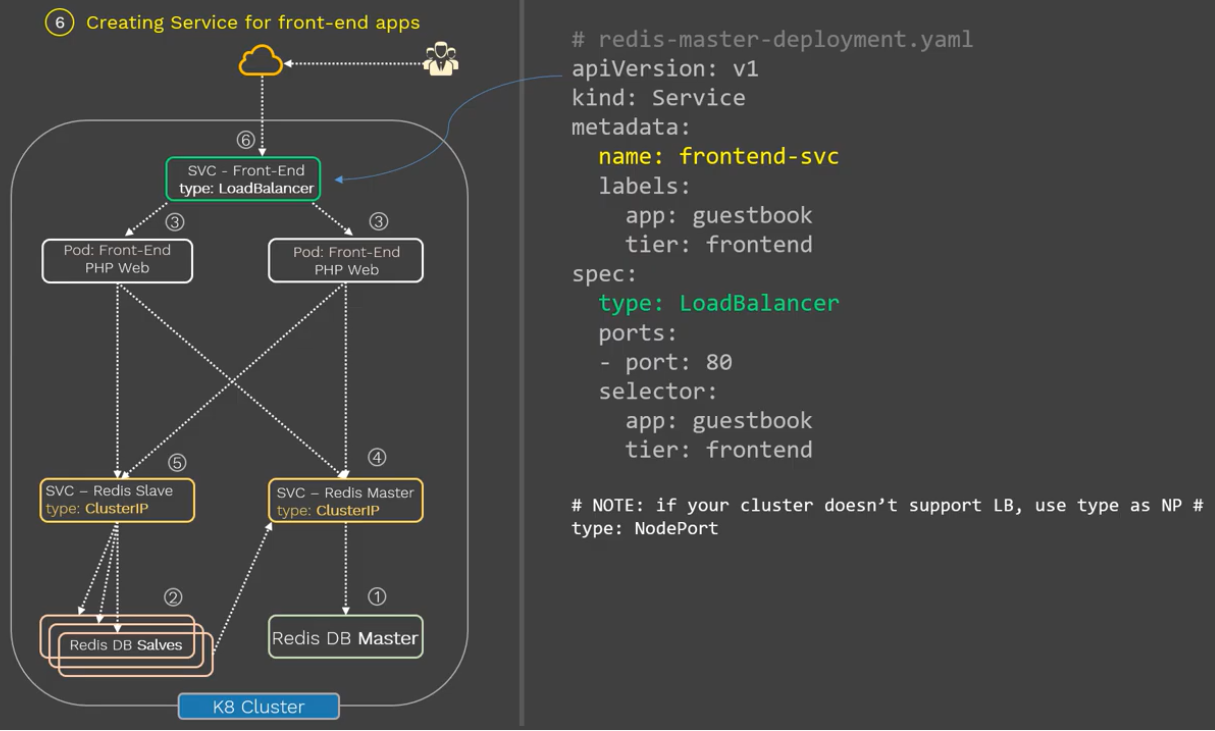 6 Creating Service for front-end apps
6
SVC - Front-End
type: LoadBalancer
3
3
Pod: Front-End
PHP Web
Pod: Front-End
PHP Web
5
4
SVC – Redis Slave
type: ClusterIP
SVC – Redis Master
type: ClusterIP
2
1
Redis DB Salves
Redis DB Master
K8 Cluster
# redis-master-deployment.yaml
apiVersion: v1
kind: Service
metadata:
  name: frontend-svc
  labels:
    app: guestbook
    tier: frontend
spec:
  type: LoadBalancer
  ports:
  - port: 80
  selector:
    app: guestbook
    tier: frontend
# NOTE: if your cluster doesn’t support LB, use type as NP #
type: NodePort